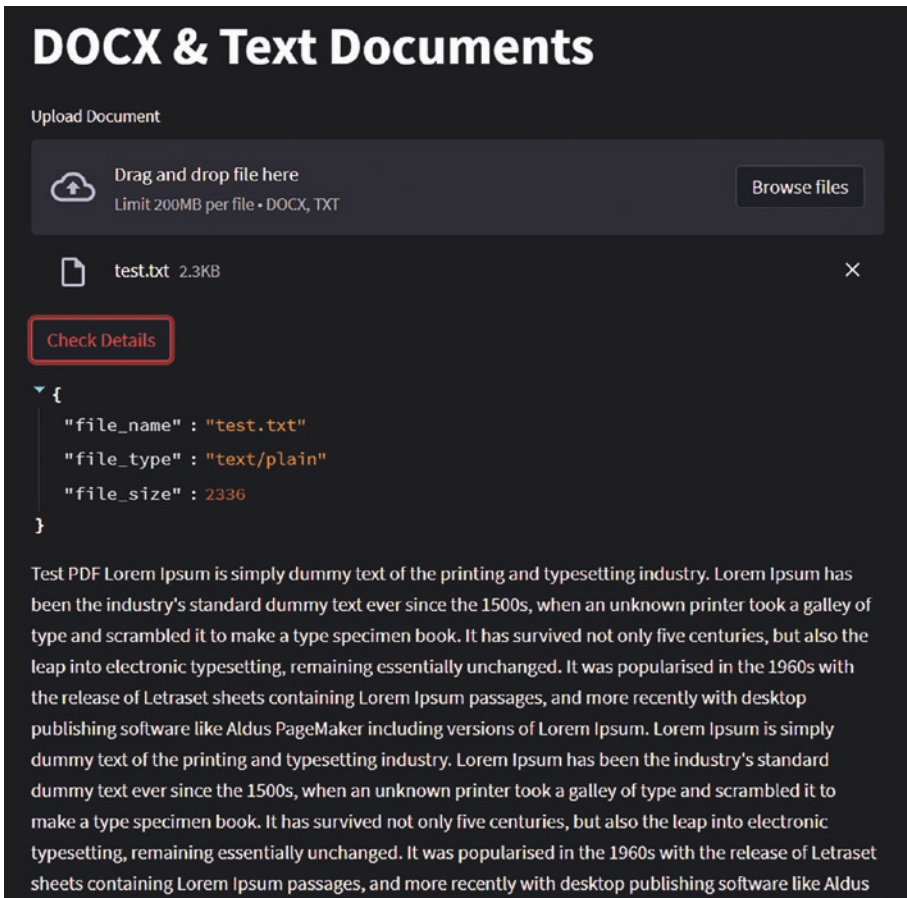 DOCX & Text Documents
Upload Document
Drag and drop file here
Browse files
Limit 200MB per file • DOCX, TXT
test.txt 2.3KB
Check Details
{
"file_name" : "test.txt"
"file_type" : "text/plain"
"file_size" : 2336
}
Test PDF Lorem Ipsum is simply dummy text of the printing and typesetting industry. Lorem Ipsum has
been the industry's standard dummy text ever since the 1500s, when an unknown printer took a galley of
type and scrambled it to make a type specimen book. It has survived not only five centuries, but also the
leap into electronic typesetting, remaining essentially unchanged. It was popularised in the 1960s with
the release of Letraset sheets containing Lorem Ipsum passages, and more recently with desktop
publishing software like Aldus PageMaker including versions of Lorem Ipsum. Lorem Ipsum is simply
dummy text of the printing and typesetting industry. Lorem Ipsum has been the industry's standard
dummy text ever since the 1500s, when an unknown printer took a galley of type and scrambled it to
make a type specimen book. It has survived not only five centuries, but also the leap into electronic
typesetting, remaining essentially unchanged. It was popularised in the 1960s with the release of Letraset
sheets containing Lorem Ipsum passages, and more recently with desktop publishing software like Aldus